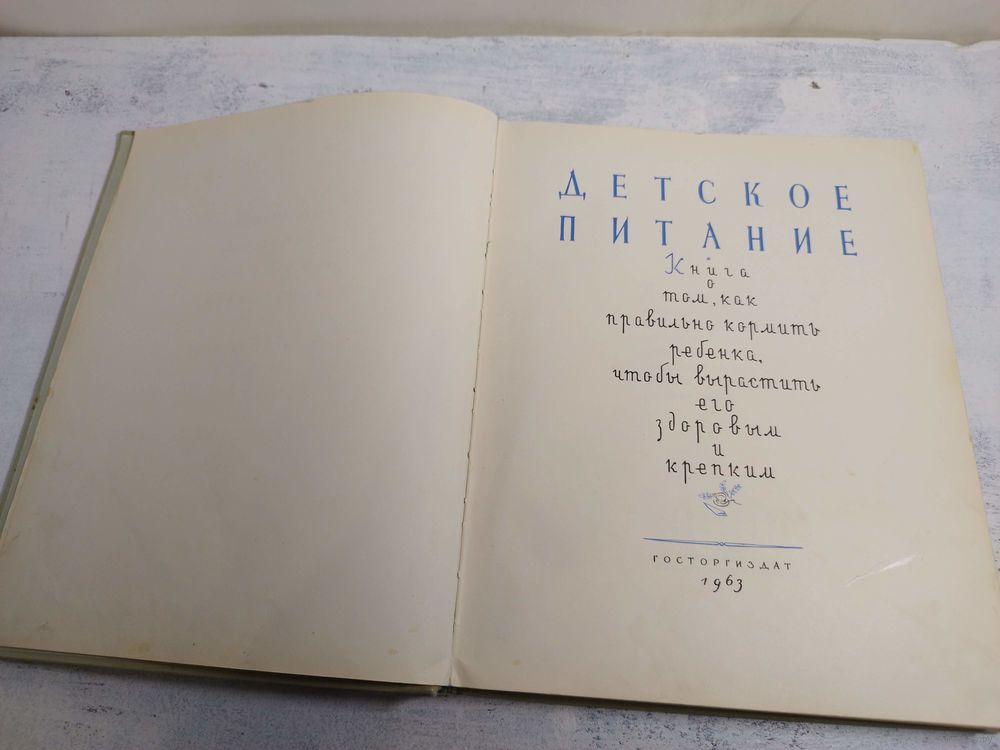 ДЕТСКОЕ
ПИТАНИЕ
Книга
о
том, как
правильно кормить
ребенка,
чтобы вырастить
его
здоровым
и
крепким
ГОСТОРГИЗДАТ
1963